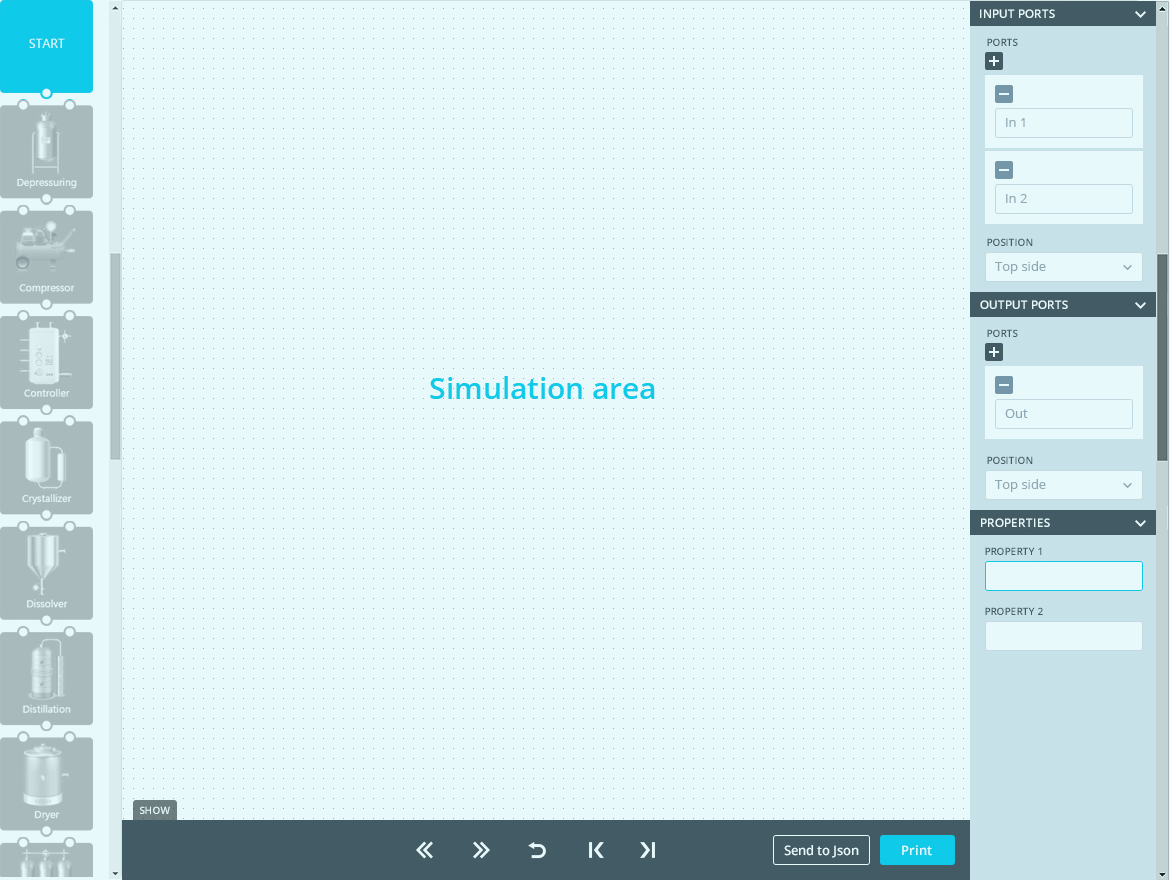 START
Depressuring
Compressor
Controller
Crystallizer
Dissolver
Distillation
Dryer
Simulation area
SHOW
Send to Json
Print
INPUT PORTS
PORTS
In 1
In 2
POSITION
Top side
OUTPUT PORTS
PORTS
Out
POSITION
Top side
PROPERTIES
PROPERTY 1
PROPERTY 2